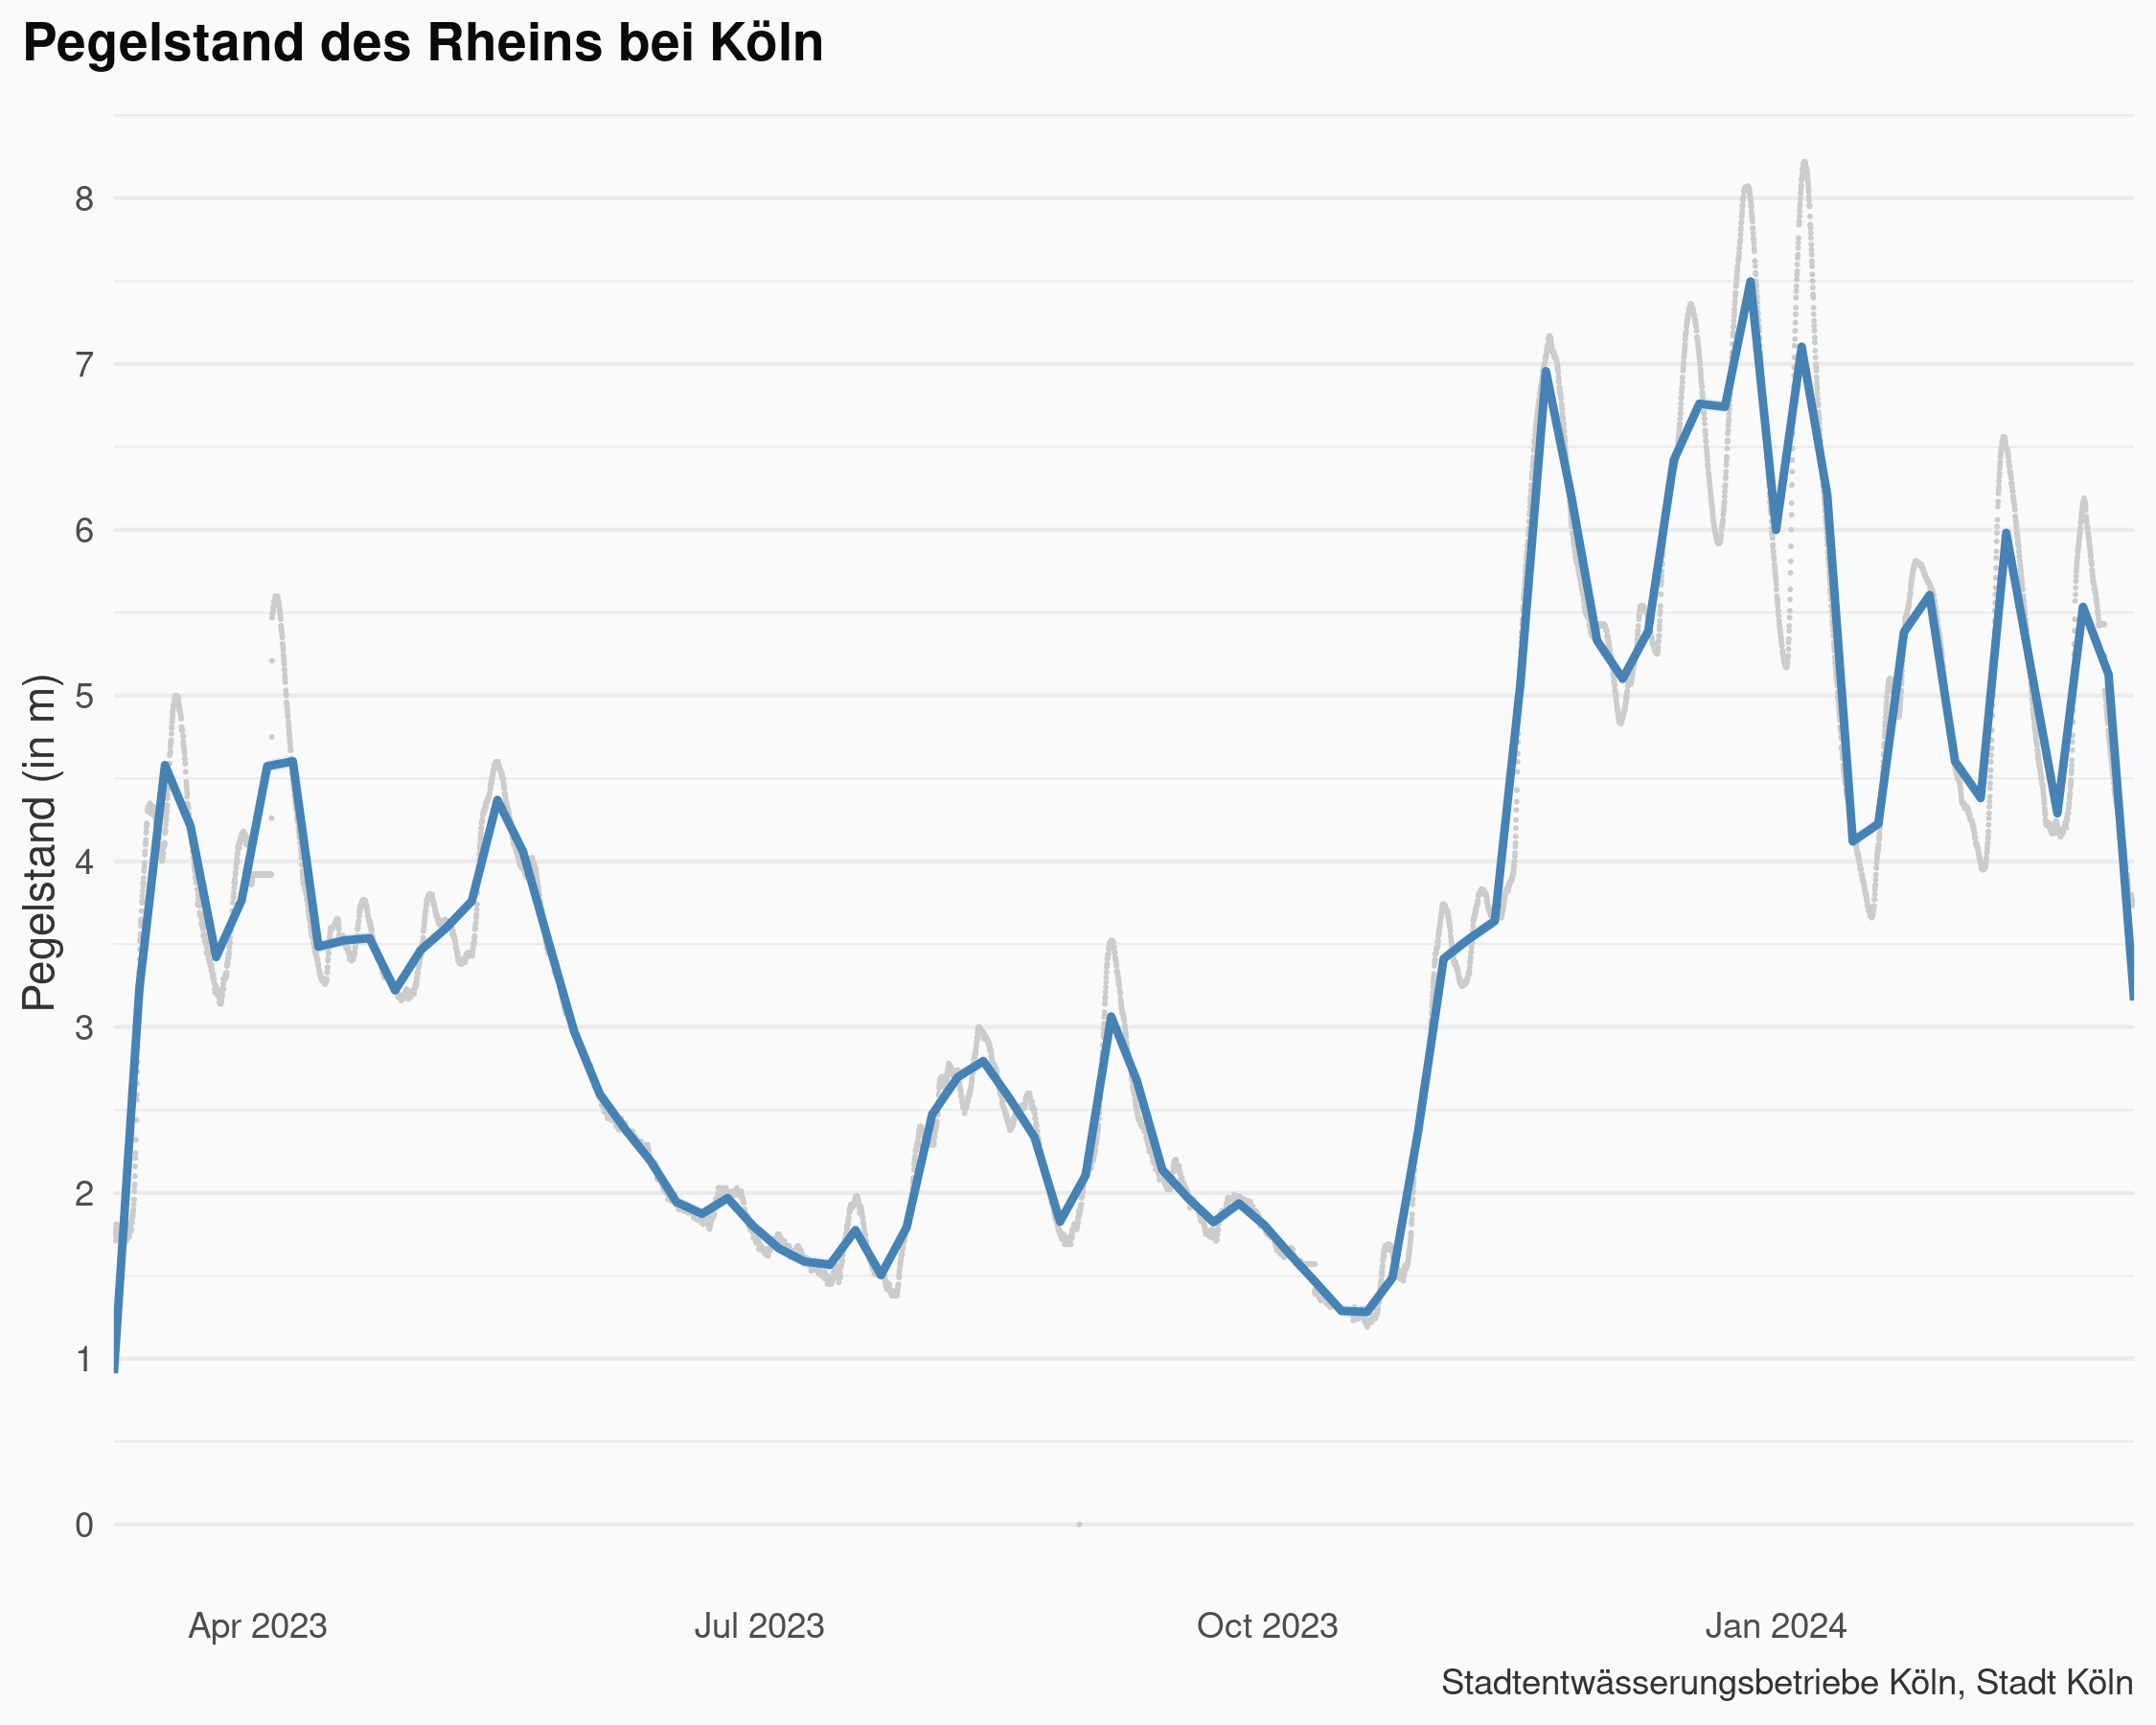 Pegelstand des Rheins bei Köln
Pegelstand (in m)
8
7
6
5
4
3
2
1
0
Apr 2023
Jul 2023
Oct 2023
Jan 2024
Stadtentwässerungsbetriebe Köln, Stadt Köln